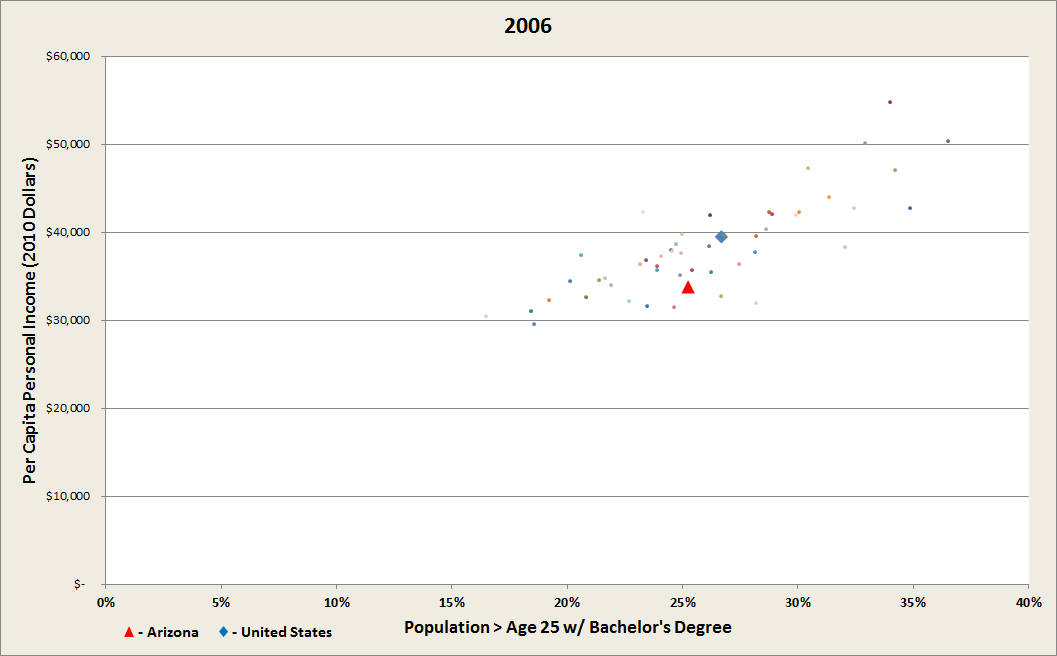 2006
$60,000
$50,000
$40,000
$30,000
$20,000
$10,000
$-
Per Capita Personal Income (2010 Dollars)
0% 5% 10% 15% 20% 25% 30% 35% 40%
Population > Age 25 w/ Bachelor's Degree
- Arizona - United States